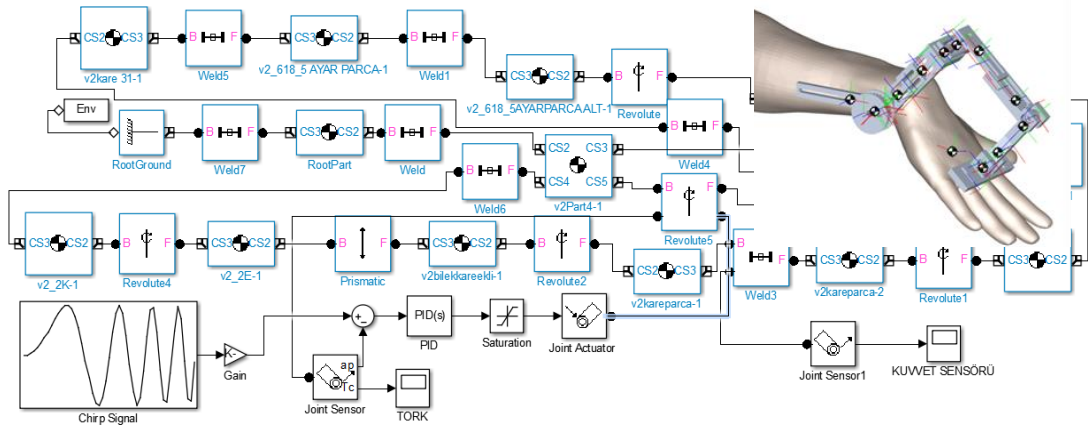 CS2 CS3 B F CS3 CS2 B F
v2kare 31-1 Weld5 v2_618_5 AYAR PARCA-1 Weld1
CS3 CS2 B F
v2_618_5AYARPARCAALT-1 Revolute
Env
B F CS3 CS2 B F
RootGround Weld7 RootPart Weld
CS2 CS3
CS4 CS5
v2Part4-1
B F
Weld4
B F
Weld6
B F
Revolute5
CS3 CS2 B F CS3 CS2 B F CS3 CS2 B F
v2_2K-1 Revolute4 v2_2E-1 Prismatic v2bilekkareekli-1 Revolute2
CS2 CS3
v2kareparca-1
B F CS3 CS2 B F CS3 CS2
Weld3 v2kareparca-2 Revolute1
Chirp Signal
K-
Gain
+
-
PID(s)
PID
Saturation
Joint Actuator
ap
Tc
Joint Sensor
TORK
Joint Sensor1
KUVVET SENSÖRÜ